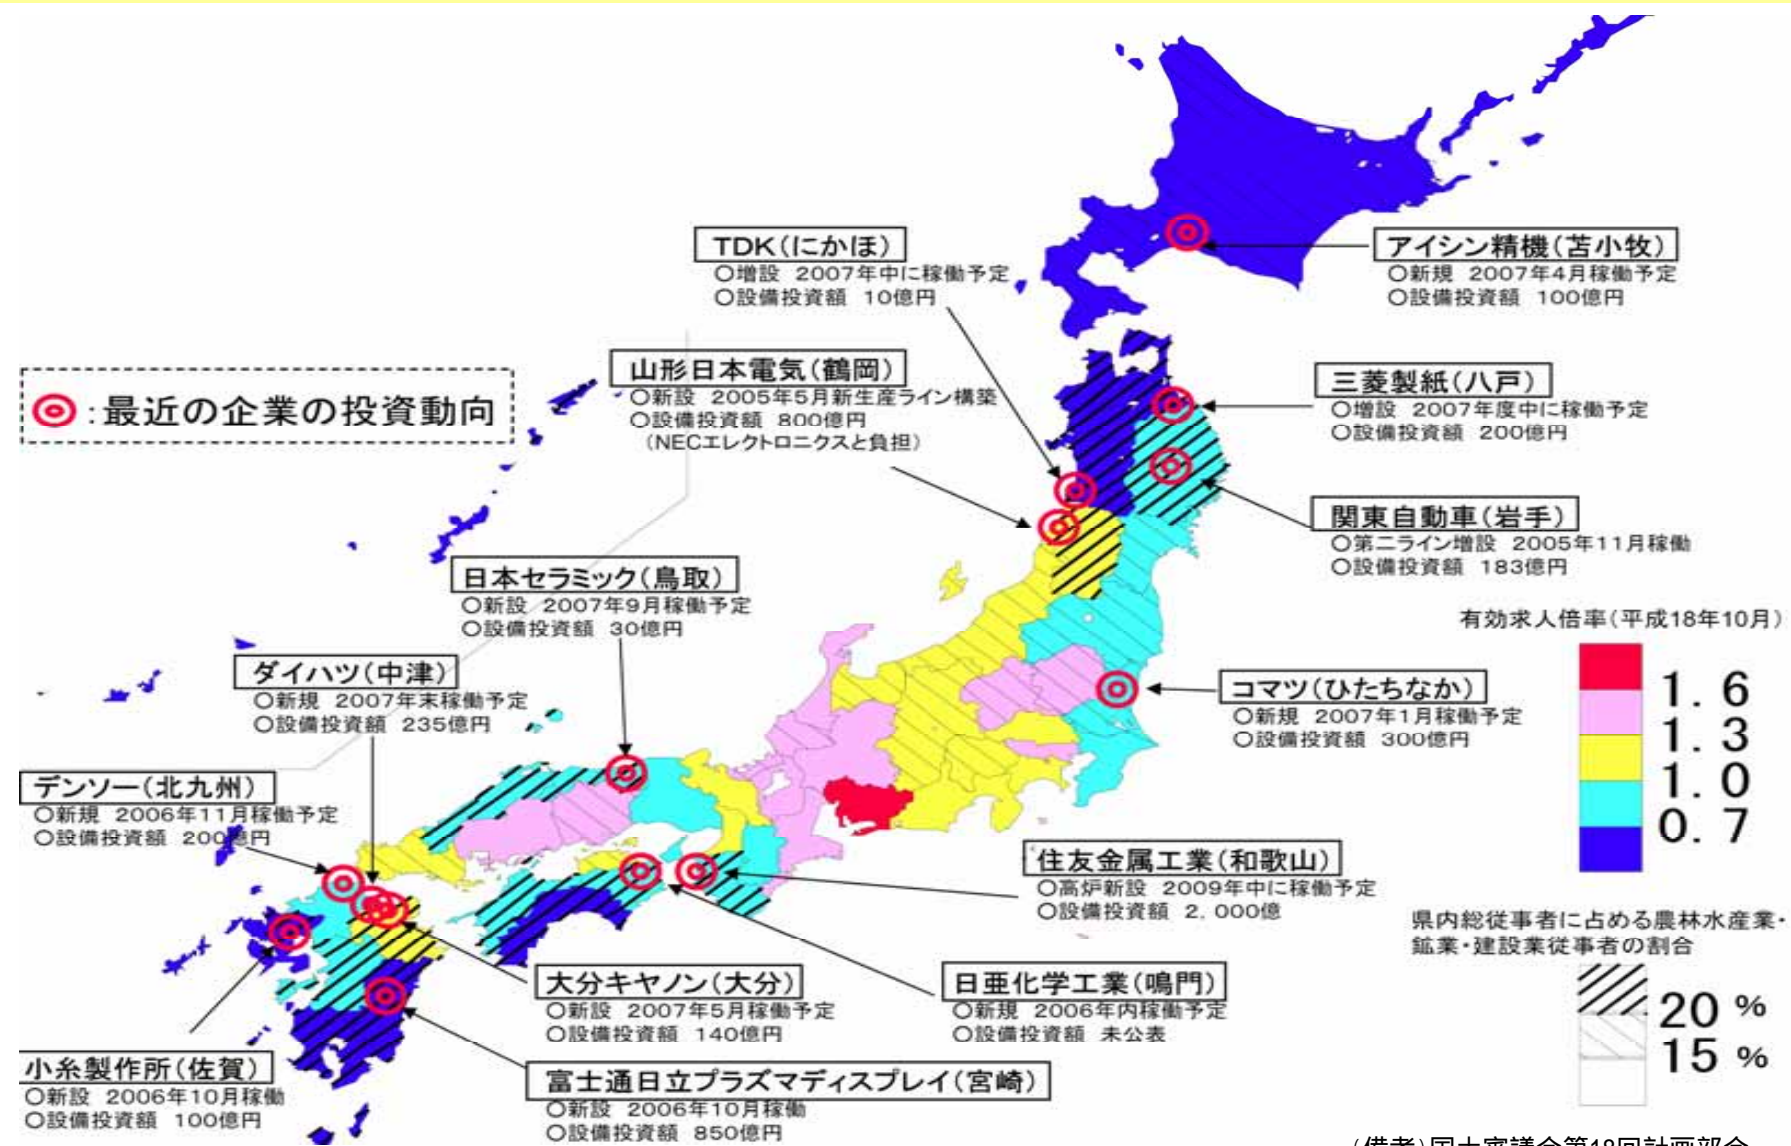 TDK(にかほ)
○増設 2007年中に稼働予定
○設備投資額 10億円
アイシン精機(苫小牧)
○新規 2007年4月稼働予定
○設備投資額 100億円
山形日本電気(鶴岡)
○新設 2005年5月新生産ライン構築
○設備投資額 800億円
(NECエレクトロニクスと負担)
:最近の企業の投資動向
三菱製紙(八戸)
○増設 2007年度中に稼働予定
○設備投資額 200億円
関東自動車(岩手)
○第二ライン増設 2005年11月稼働
○設備投資額 183億円
日本セラミック(鳥取)
○新設 2007年9月稼働予定
○設備投資額 30億円
有効求人倍率(平成18年10月)
1.6
1.3
1.0
0.7
ダイハツ(中津)
○新規 2007年末稼働予定
○設備投資額 235億円
コマツ(ひたちなか)
○新規 2007年1月稼働予定
○設備投資額 300億円
デンソー(北九州)
○新規 2006年11月稼働予定
○設備投資額 200億円
住友金属工業(和歌山)
○高炉新設 2009年中に稼働予定
○設備投資額 2,000億
県内総従事者に占める農林水産業・
鉱業・建設業従事者の割合
20 %
15 %
大分キヤノン(大分)
○新設 2007年5月稼働予定
○設備投資額 140億円
日亜化学工業(鳴門)
○新規 2006年内稼働予定
○設備投資額 未公表
小糸製作所(佐賀)
○新設 2006年10月稼働
○設備投資額 100億円
富士通日立プラズマディスプレイ(宮崎)
○新設 2006年10月稼働
○設備投資額 850億円
(備考)国土審議会第18回計画部会